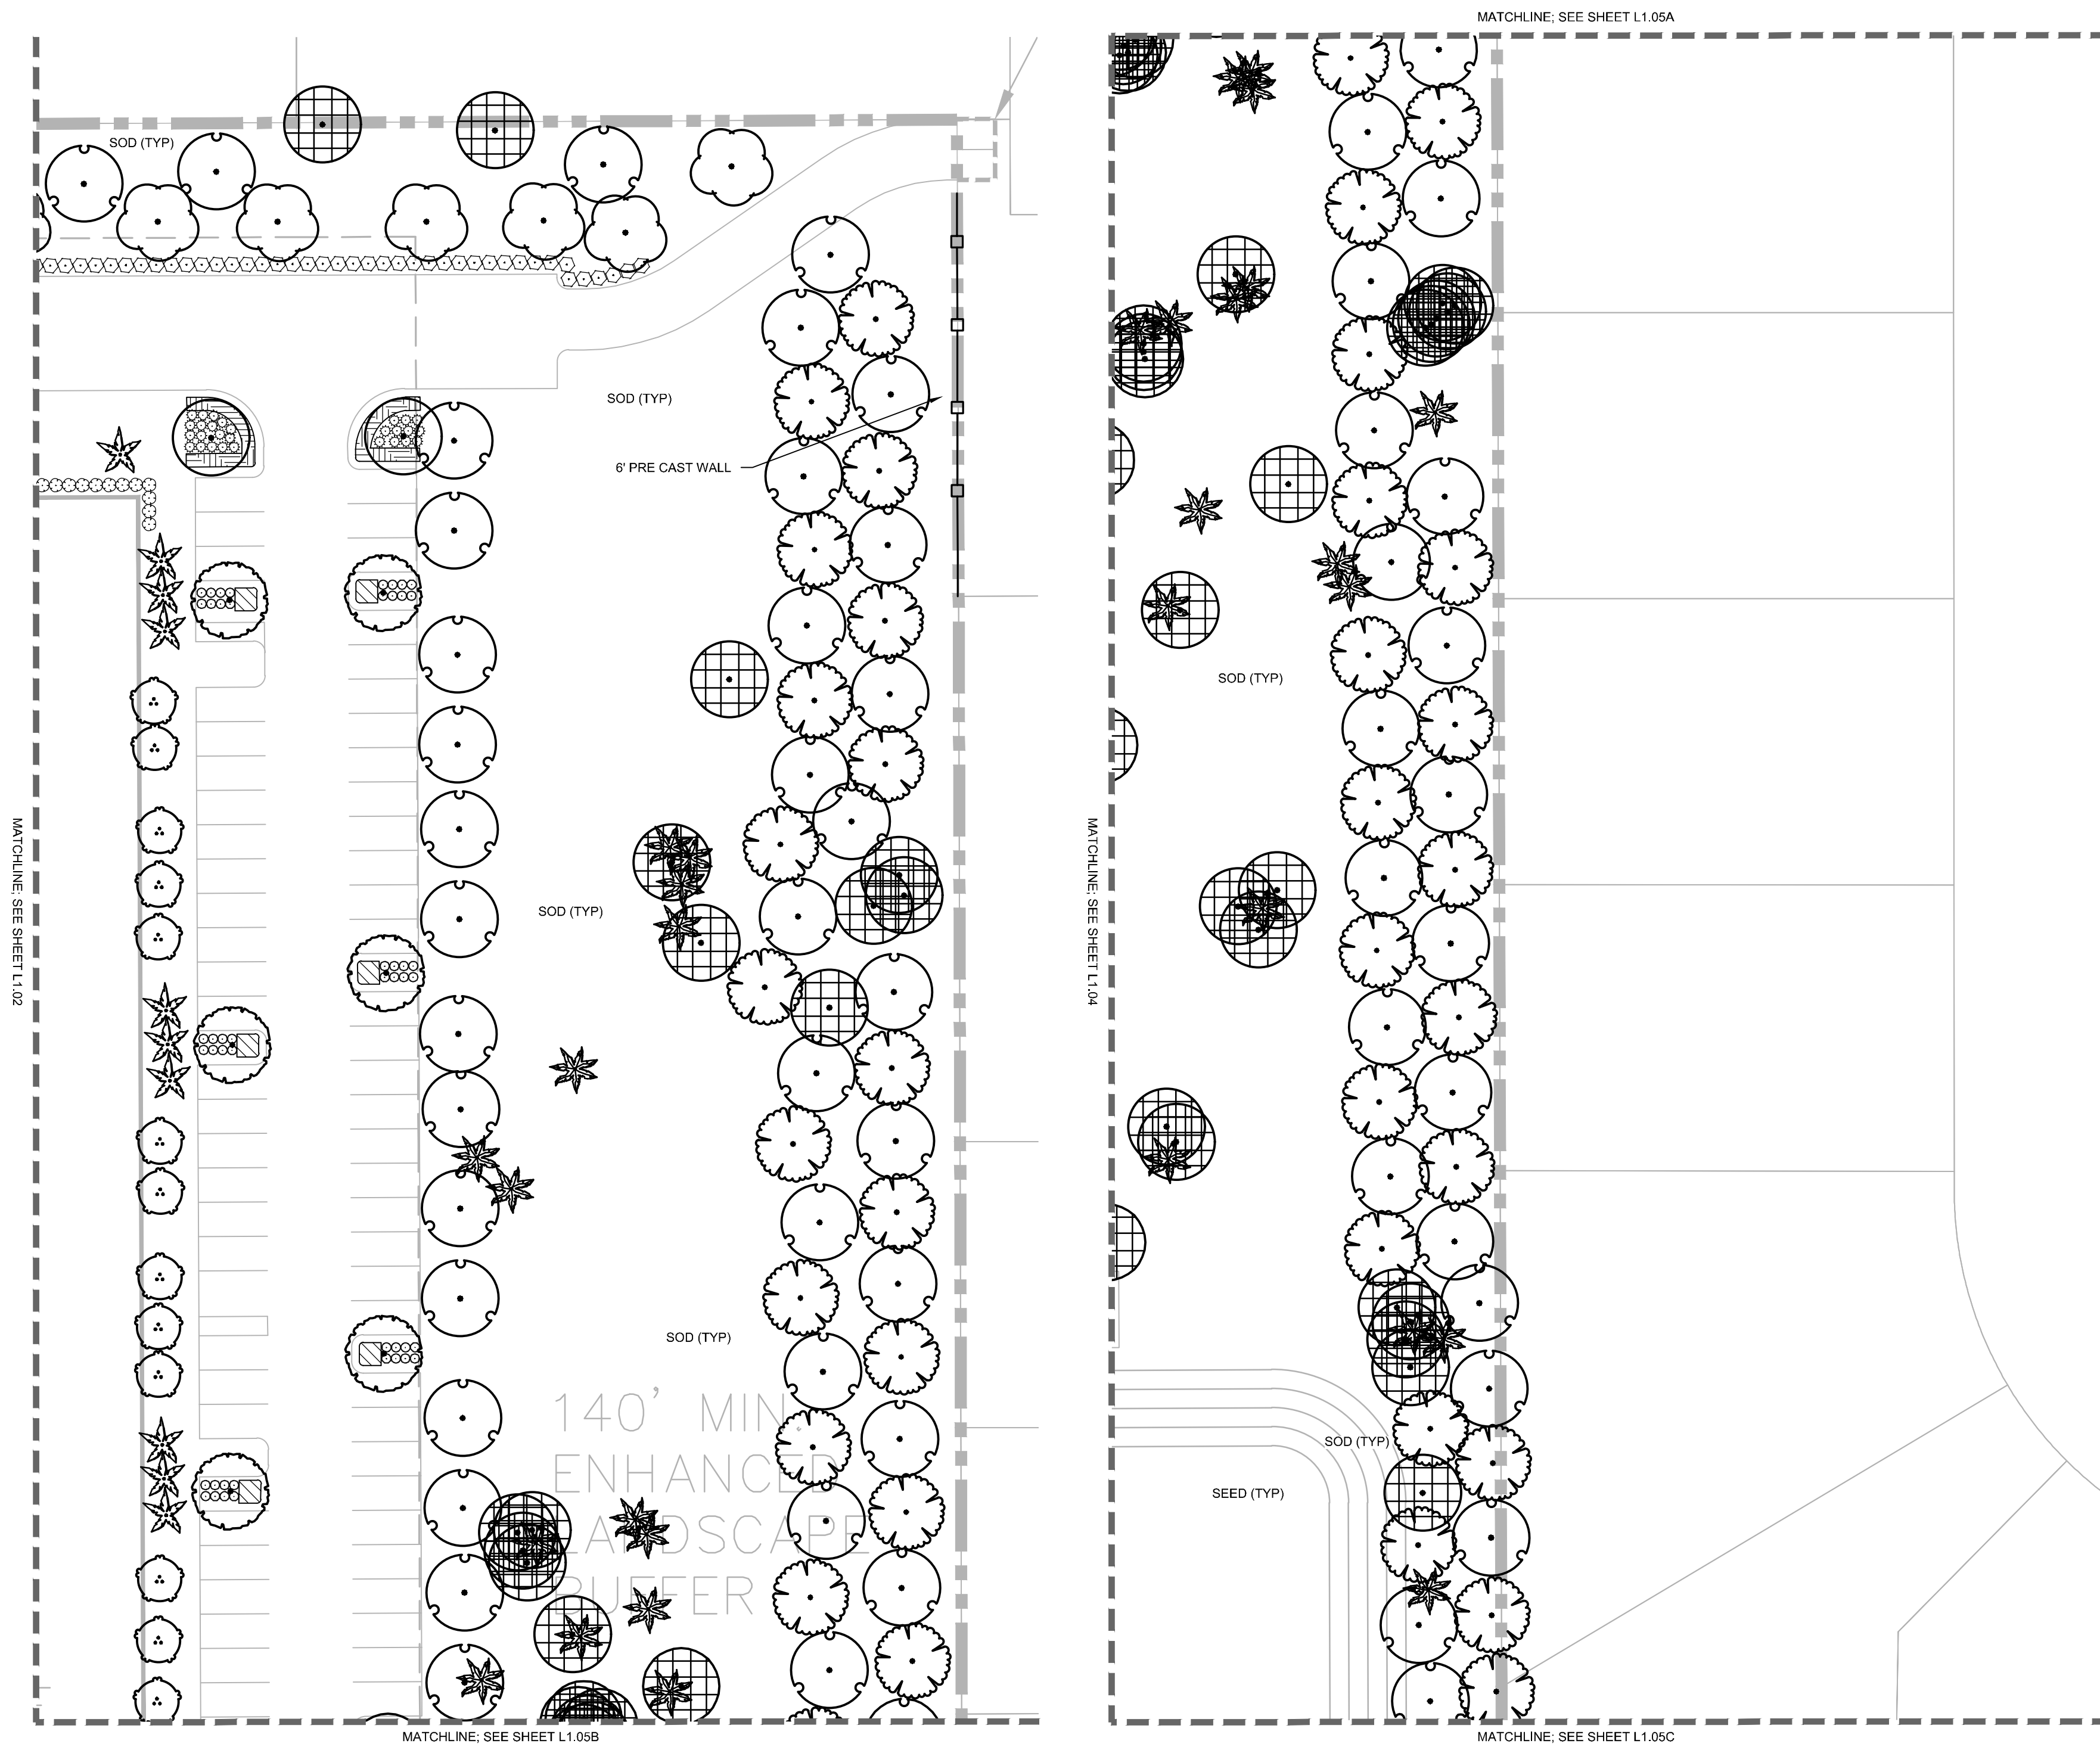 MATCHLINE; SEE SHEET L1.05A
SOD (TYP)
SOD (TYP)
6' PRE CAST WALL
SOD (TYP)
SOD (TYP)
140' MIN.
ENHANCED
LANDSCAPE
BUFFER
MATCHLINE; SEE SHEET L1.02
MATCHLINE; SEE SHEET L1.05B
SOD (TYP)
MATCHLINE; SEE SHEET L1.04
SOD (TYP)
SEED (TYP)
MATCHLINE; SEE SHEET L1.05C